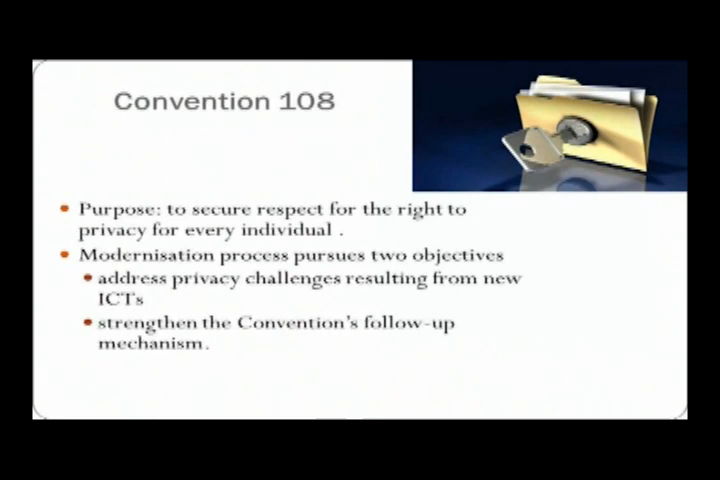 Convention 108
• Purpose: to secure respect for the right to
privacy for every individual .
• Modernisation process pursues two objectives
• address privacy challenges resulting from new
ICTs
• strengthen the Convention's follow-up
mechanism.